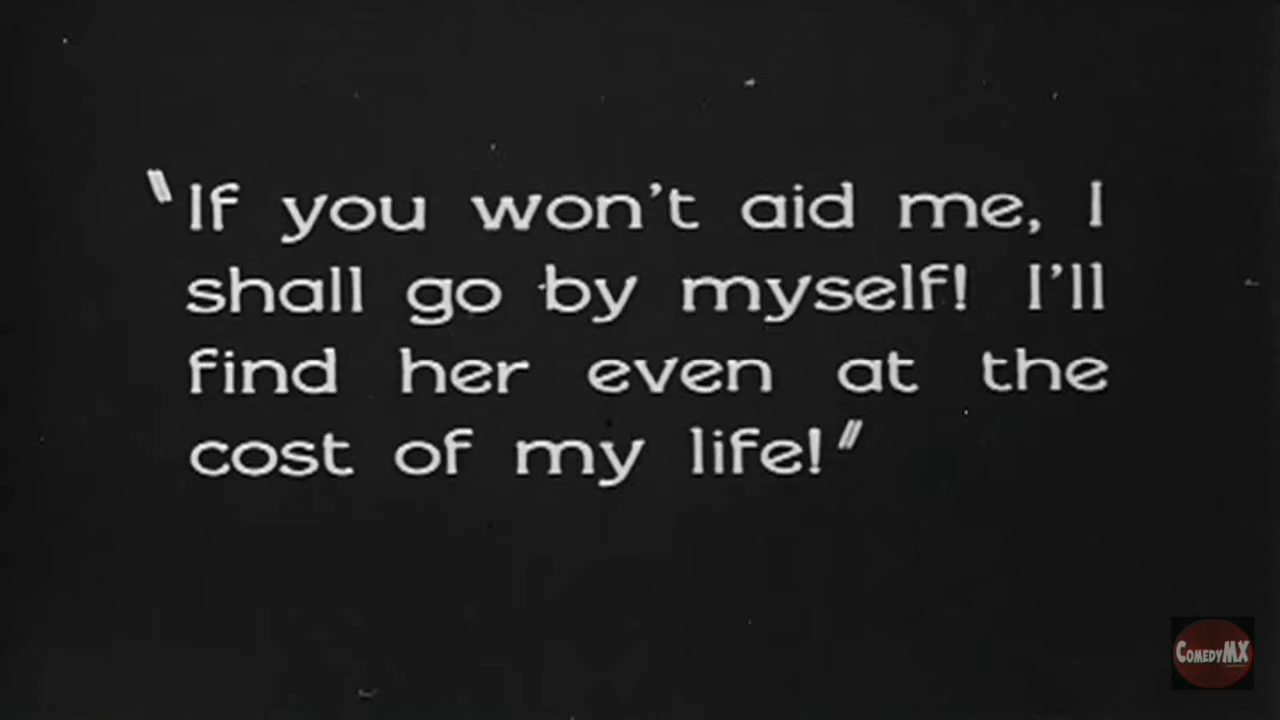 "If you won't aid me, I
shall go by myself! I'll
find her even at the
cost of my life!"
ComedyMX